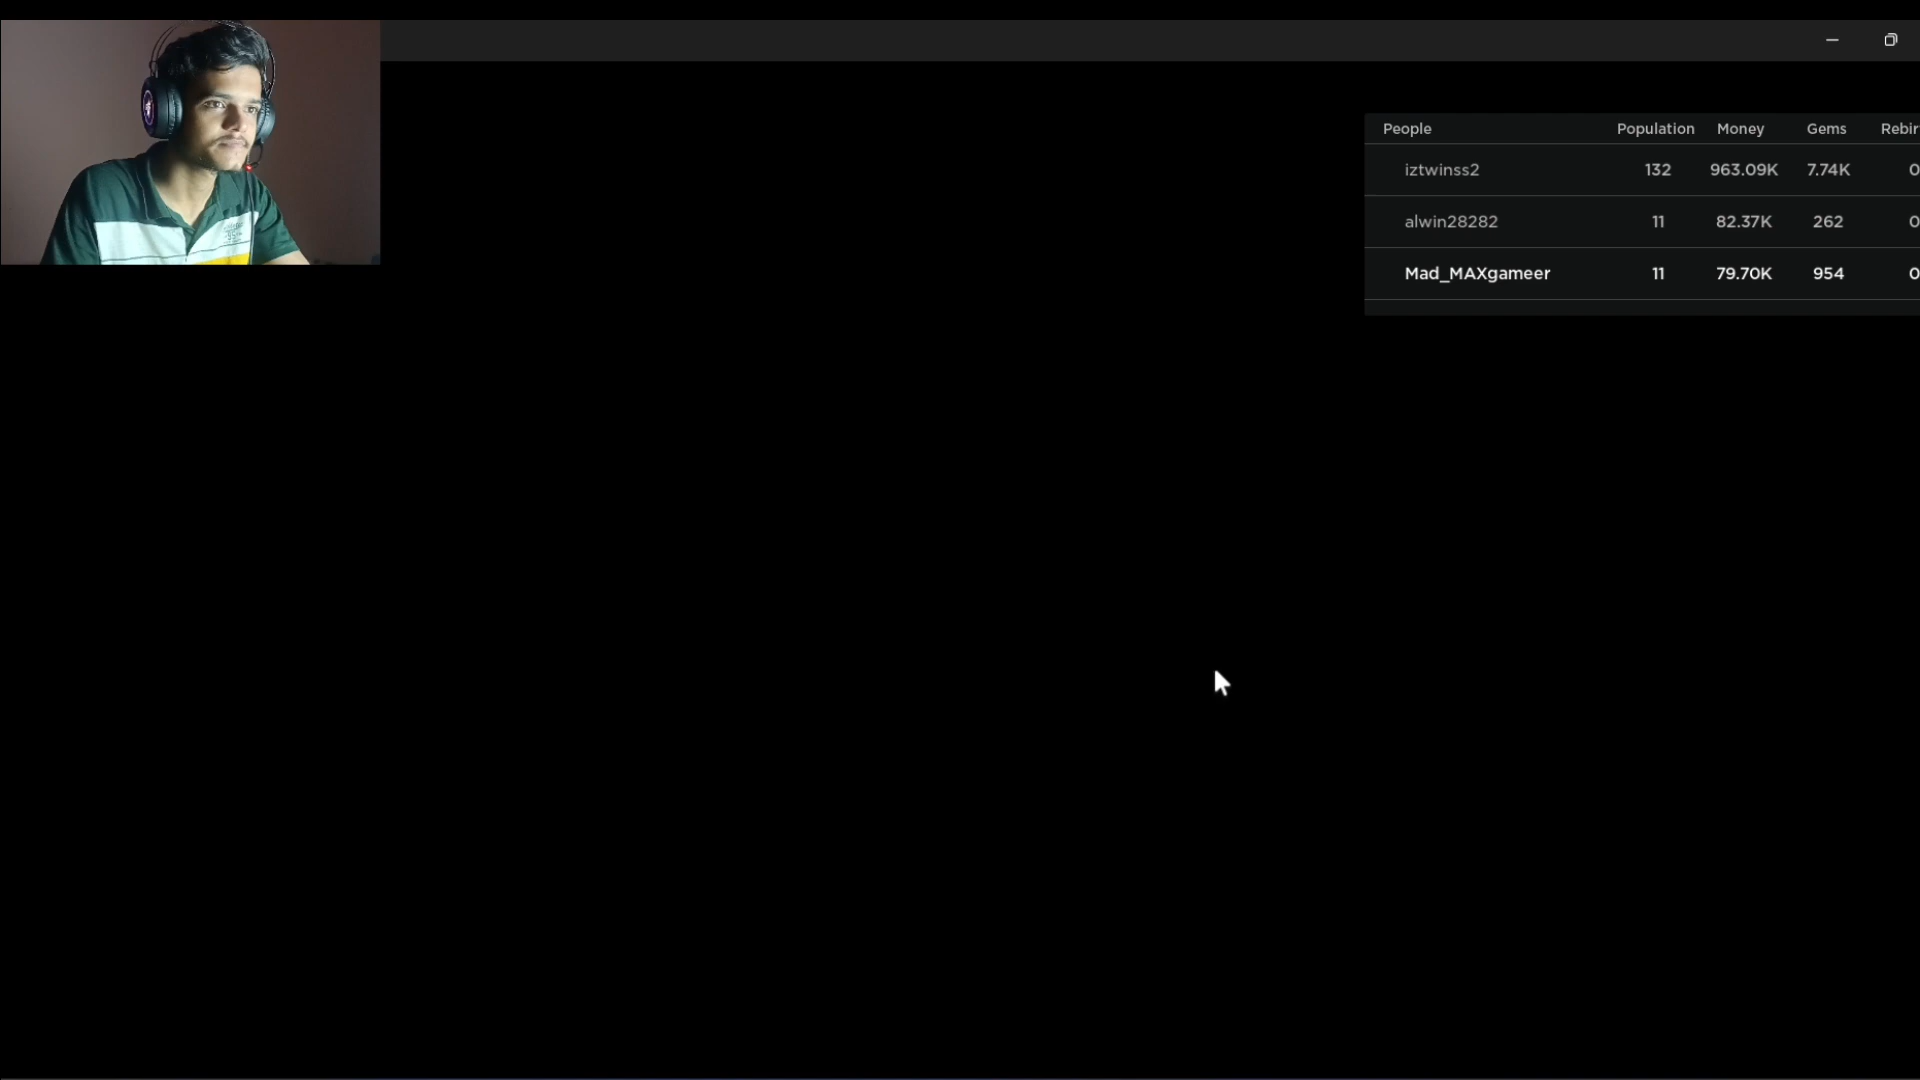 People Population Money Gems Rebir
iztwinss2 132 963.09K 7.74K 0
alwin28282 11 82.37K 262 0
Mad_MAXgameer 11 79.70K 954 0